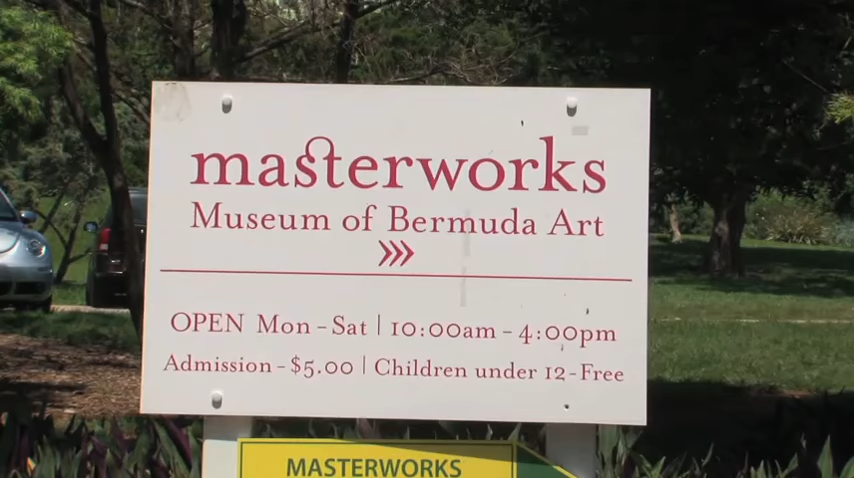 masterworks
Museum of Bermuda Art
>>>
OPEN Mon - Sat | 10:00am - 4:00pm
Admission - $5.00 | Children under 12 - Free
MASTERWORKS